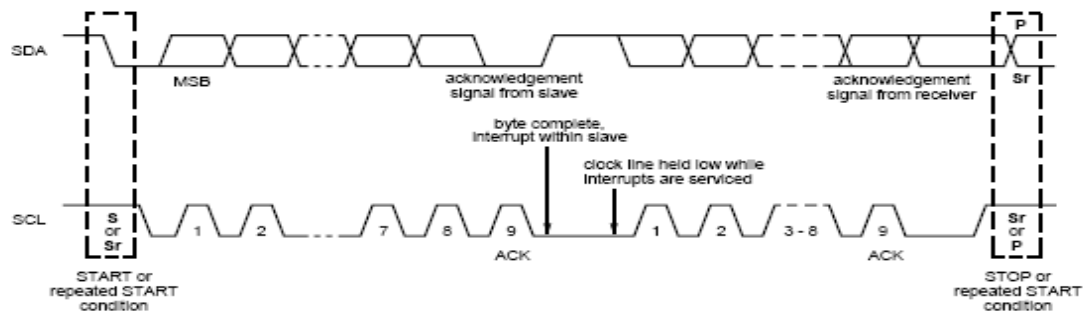 P
SDA
MSB
acknowledgement
signal from slave
acknowledgement
signal from receiver
Sr
byte complete,
interrupt within slave
clock line held low while
interrupts are serviced
SCL
S
or
Sr
1
2
7
8
9
1
2
3 - 8
9
Sr
or
P
ACK
ACK
START or
repeated START
condition
STOP or
repeated START
condition